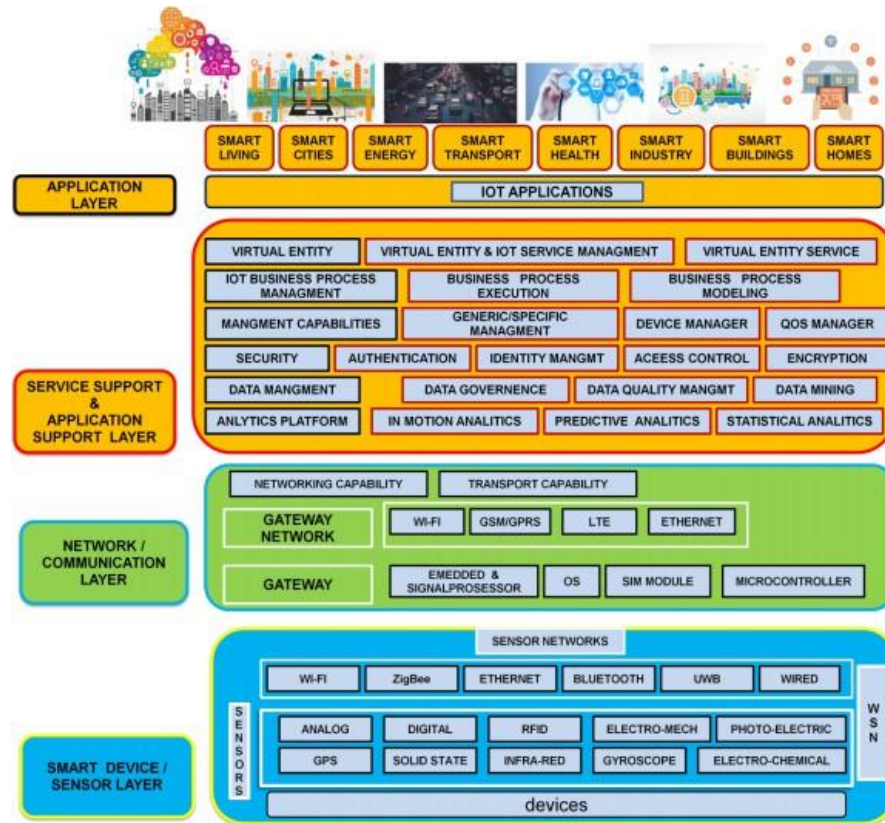 SMART LIVING
SMART CITIES
SMART ENERGY
SMART TRANSPORT
SMART HEALTH
SMART INDUSTRY
SMART BUILDINGS
SMART HOMES
APPLICATION LAYER
IOT APPLICATIONS
VIRTUAL ENTITY
VIRTUAL ENTITY & IOT SERVICE MANAGMENT
VIRTUAL ENTITY SERVICE
IOT BUSINESS PROCESS MANAGMENT
BUSINESS PROCESS EXECUTION
BUSINESS PROCESS MODELING
MANGMENT CAPABILITIES
GENERIC/SPECIFIC MANAGMENT
DEVICE MANAGER
QOS MANAGER
SECURITY
AUTHENTICATION
IDENTITY MANGMT
ACEESS CONTROL
ENCRYPTION
SERVICE SUPPORT
&
APPLICATION
SUPPORT LAYER
DATA MANGMENT
DATA GOVERNENCE
DATA QUALITY MANGMT
DATA MINING
ANLYTICS PLATFORM
IN MOTION ANALITICS
PREDICTIVE ANALITICS
STATISTICAL ANALITICS
NETWORKING CAPABILITY
TRANSPORT CAPABILITY
NETWORK /
COMMUNICATION
LAYER
GATEWAY NETWORK
WI-FI
GSM/GPRS
LTE
ETHERNET
GATEWAY
EMEDDED &
SIGNALPROSESSOR
OS
SIM MODULE
MICROCONTROLLER
SENSOR NETWORKS
WI-FI
ZigBee
ETHERNET
BLUETOOTH
UWB
WIRED
SENSORS
WSN
ANALOG
DIGITAL
RFID
ELECTRO-MECH
PHOTO-ELECTRIC
SMART DEVICE /
SENSOR LAYER
GPS
SOLID STATE
INFRA-RED
GYROSCOPE
ELECTRO-CHEMICAL
devices